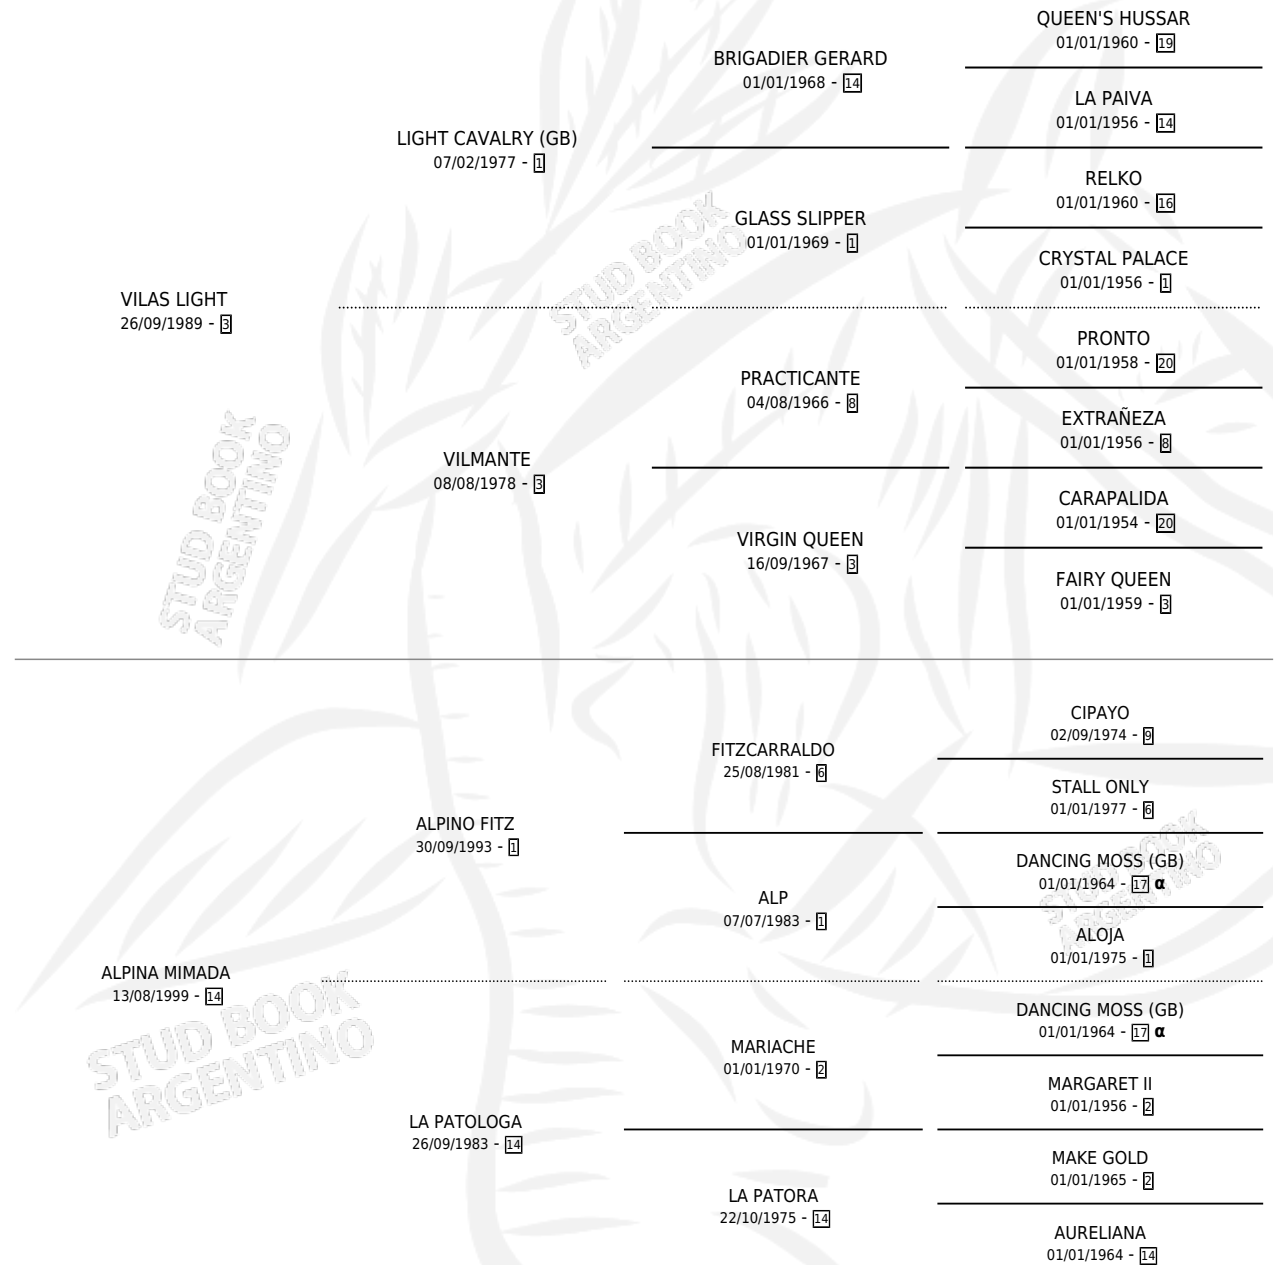 QUEEN'S HUSSAR
01/01/1960 - 19
BRIGADIER GERARD
01/01/1968 - 14
LA PAIVA
01/01/1956 - 14
LIGHT CAVALRY (GB)
07/02/1977 - 1
RELKO
01/01/1960 - 16
GLASS SLIPPER
01/01/1969 - 1
CRYSTAL PALACE
01/01/1956 - 1
VILAS LIGHT
26/09/1989 - 3
PRONTO
01/01/1958 - 20
PRACTICANTE
04/08/1966 - 8
EXTRAÑEZA
01/01/1956 - 8
VILMANTE
08/08/1978 - 3
CARAPALIDA
01/01/1954 - 20
VIRGIN QUEEN
16/09/1967 - 3
FAIRY QUEEN
01/01/1959 - 3
CIPAYO
02/09/1974 - 9
FITZCARRALDO
25/08/1981 - 6
STALL ONLY
01/01/1977 - 6
ALPINO FITZ
30/09/1993 - 1
DANCING MOSS (GB)
01/01/1964 - 17 α
ALP
07/07/1983 - 1
ALOJA
01/01/1975 - 1
ALPINA MIMADA
13/08/1999 - 14
DANCING MOSS (GB)
01/01/1964 - 17 α
MARIACHE
01/01/1970 - 2
MARGARET II
01/01/1956 - 2
LA PATOLOGA
26/09/1983 - 14
MAKE GOLD
01/01/1965 - 2
LA PATORA
22/10/1975 - 14
AURELIANA
01/01/1964 - 14
STUD BOOK
ARGENTINO
STUD BOOK
ARGENTINO
STUD BOOK
ARGENTINO
STUD BOOK
ARGENTINO